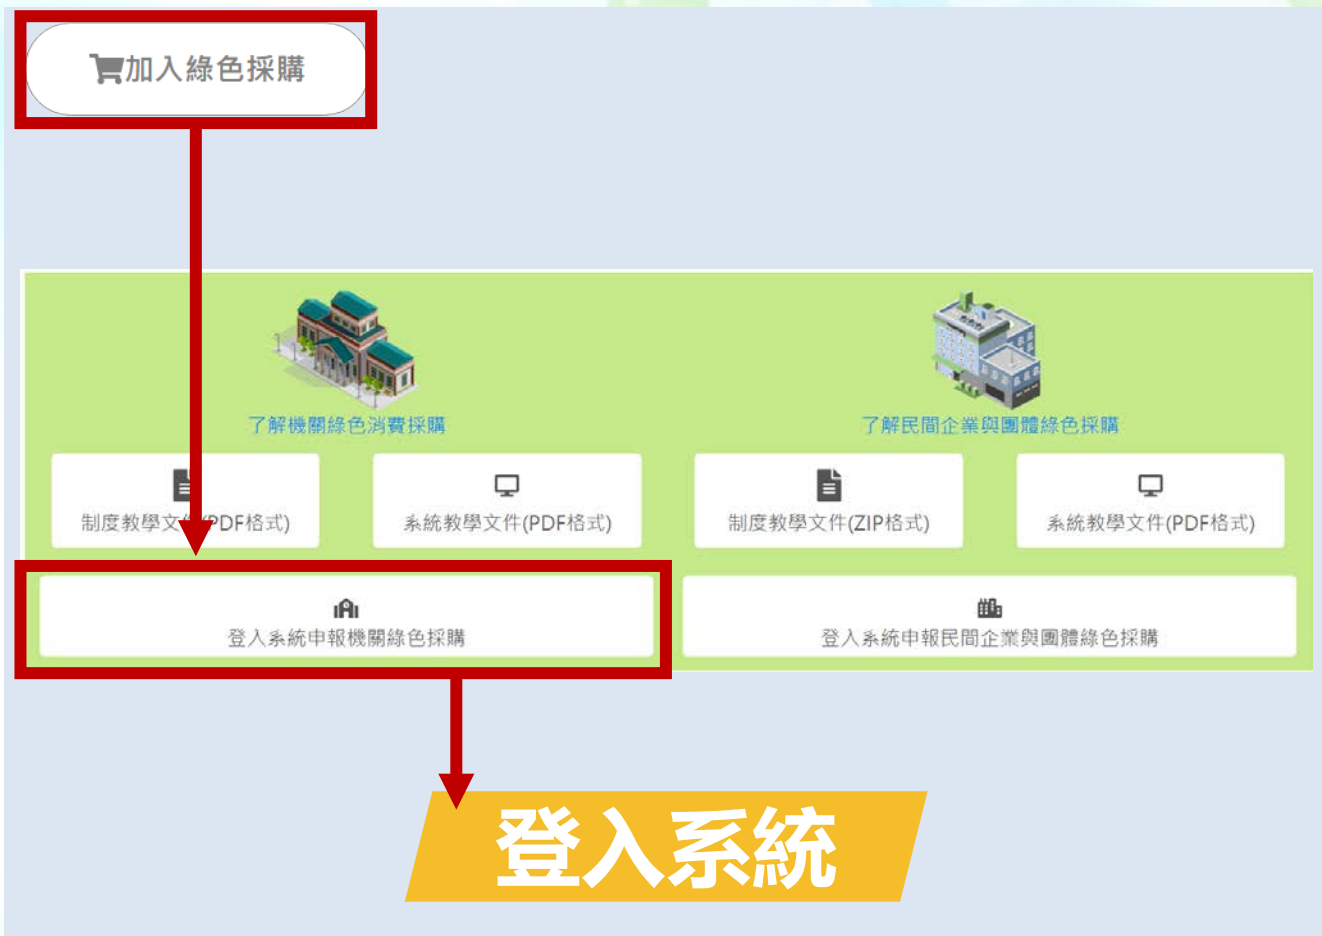 加入綠色採購
了解機關綠色消費採購
了解民間企業與團體綠色採購
制度教學文件(PDF格式)
系統教學文件(PDF格式)
制度教學文件(ZIP格式)
系統教學文件(PDF格式)
登入系統申報機關綠色採購
登入系統申報民間企業與團體綠色採購
登入系統